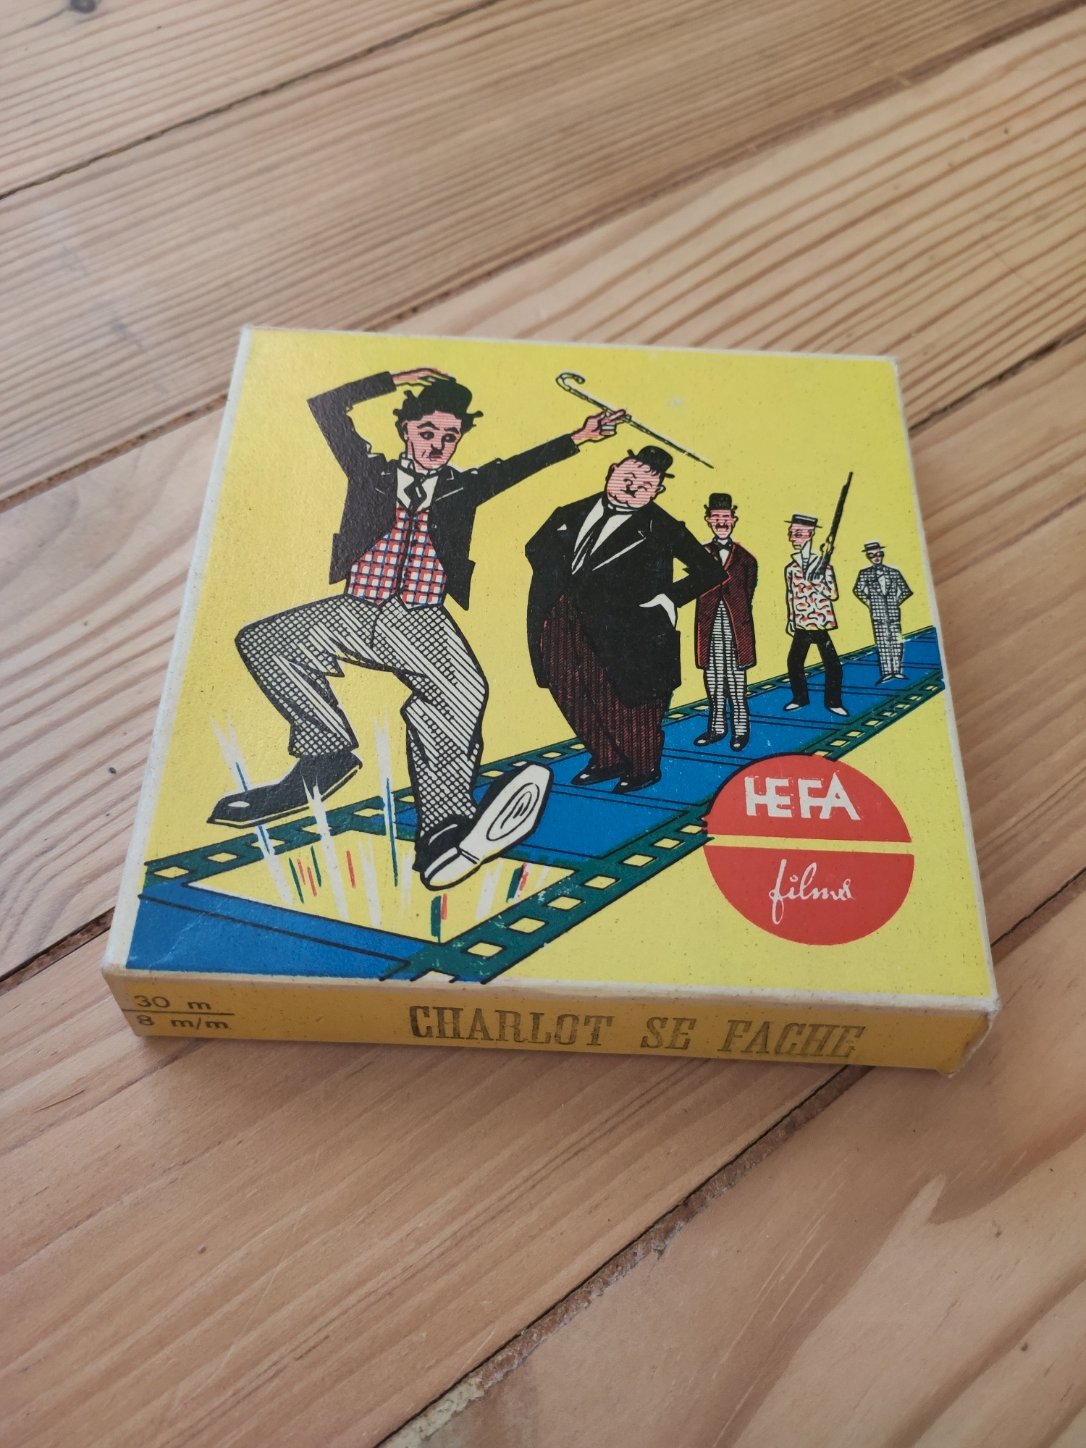 HEFA
films
30 m
8 m/m
CHARLOT SE FACHE